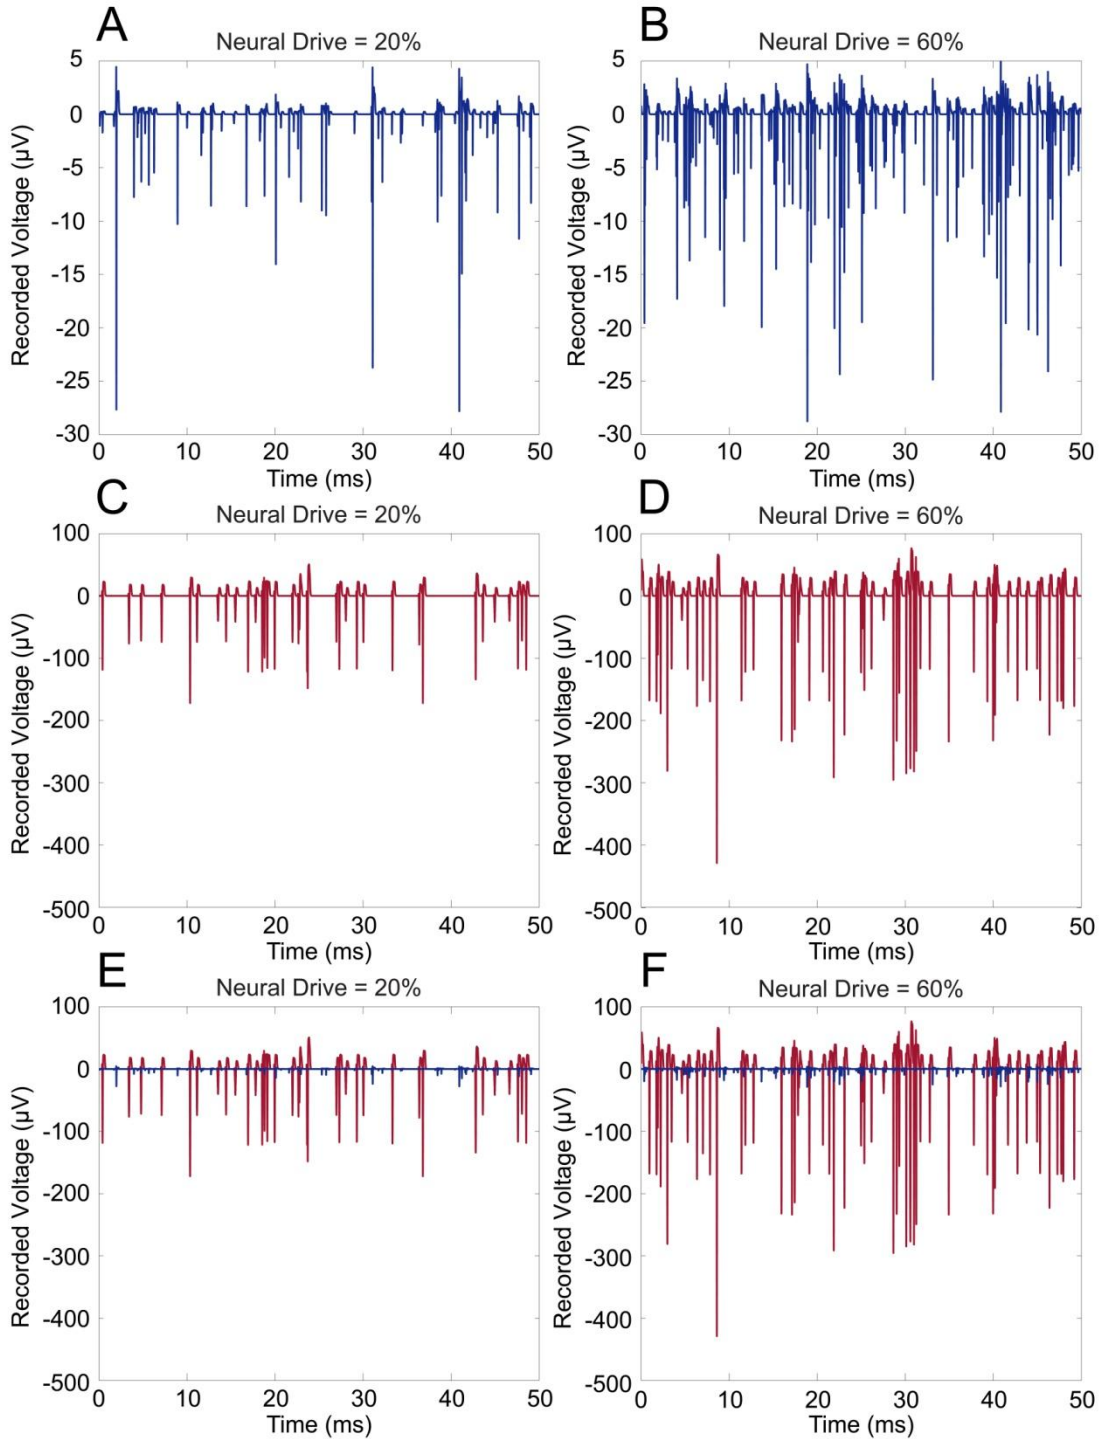 A
Neural Drive = 20%
Recorded Voltage (µV)
5
0
-5
-10
-15
-20
-25
-30
0 10 20 30 40 50
Time (ms)
B
Neural Drive = 60%
Recorded Voltage (µV)
5
0
-5
-10
-15
-20
-25
-30
0 10 20 30 40 50
Time (ms)
C
Neural Drive = 20%
Recorded Voltage (µV)
100
0
-100
-200
-300
-400
-500
0 10 20 30 40 50
Time (ms)
D
Neural Drive = 60%
Recorded Voltage (µV)
100
0
-100
-200
-300
-400
-500
0 10 20 30 40 50
Time (ms)
E
Neural Drive = 20%
Recorded Voltage (µV)
100
0
-100
-200
-300
-400
-500
0 10 20 30 40 50
Time (ms)
F
Neural Drive = 60%
Recorded Voltage (µV)
100
0
-100
-200
-300
-400
-500
0 10 20 30 40 50
Time (ms)